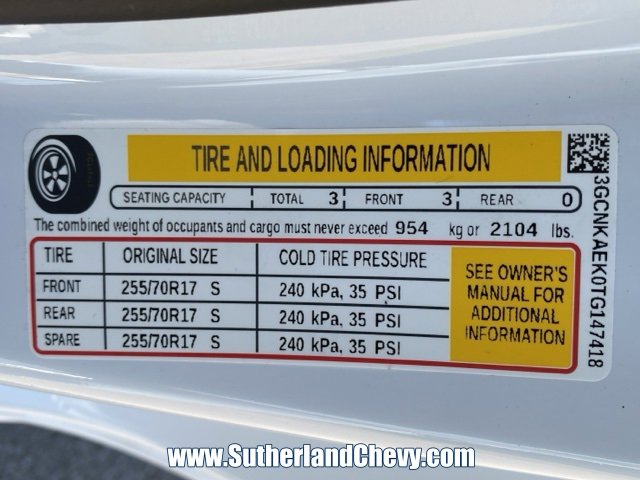 TIRE AND LOADING INFORMATION
SEATING CAPACITY TOTAL 3 FRONT 3 REAR 0
The combined weight of occupants and cargo must never exceed 954 kg or 2104 lbs.
TIRE ORIGINAL SIZE COLD TIRE PRESSURE
FRONT 255/70R17 S 240 kPa, 35 PSI
REAR 255/70R17 S 240 kPa, 35 PSI
SPARE 255/70R17 S 240 kPa, 35 PSI
SEE OWNER'S
MANUAL FOR
ADDITIONAL
INFORMATION
3GCNKAEK0TG147418
www.SutherlandChevy.com